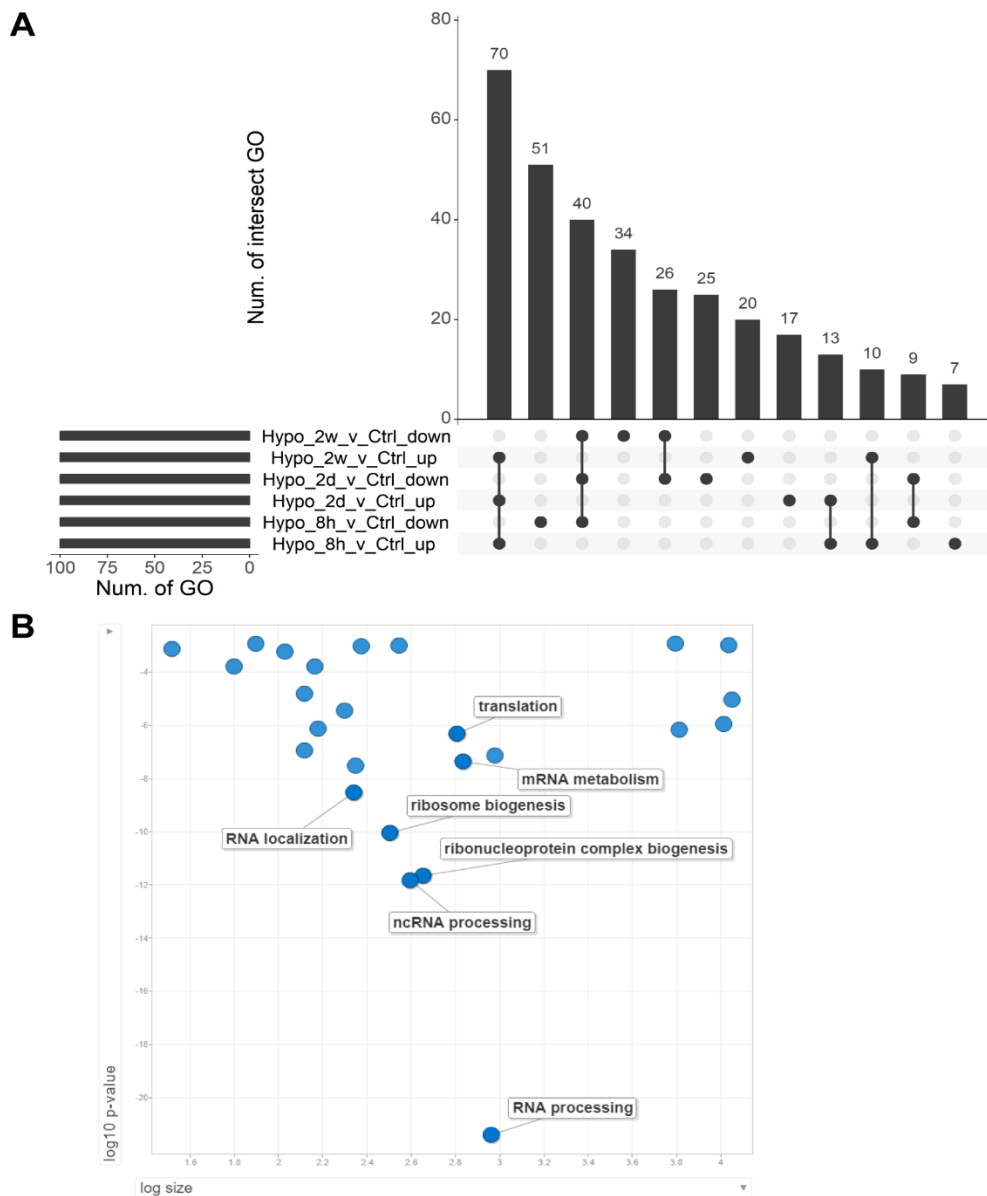 A
80
60
40
20
0
Num. of intersect GO
70
51
40
34
26
25
20
17
13
10
9
7
Hypo_2w_v_Ctrl_down
Hypo_2w_v_Ctrl_up
Hypo_2d_v_Ctrl_down
Hypo_2d_v_Ctrl_up
Hypo_8h_v_Ctrl_down
Hypo_8h_v_Ctrl_up
100 75 50 25 0
Num. of GO
B
-4
-6
-8
-10
-12
-14
-16
-18
-20
log10 p-value
translation
mRNA metabolism
ribosome biogenesis
RNA localization
ribonucleoprotein complex biogenesis
ncRNA processing
RNA processing
1.6 1.8 2 2.2 2.4 2.6 2.8 3 3.2 3.4 3.6 3.8 4
log size